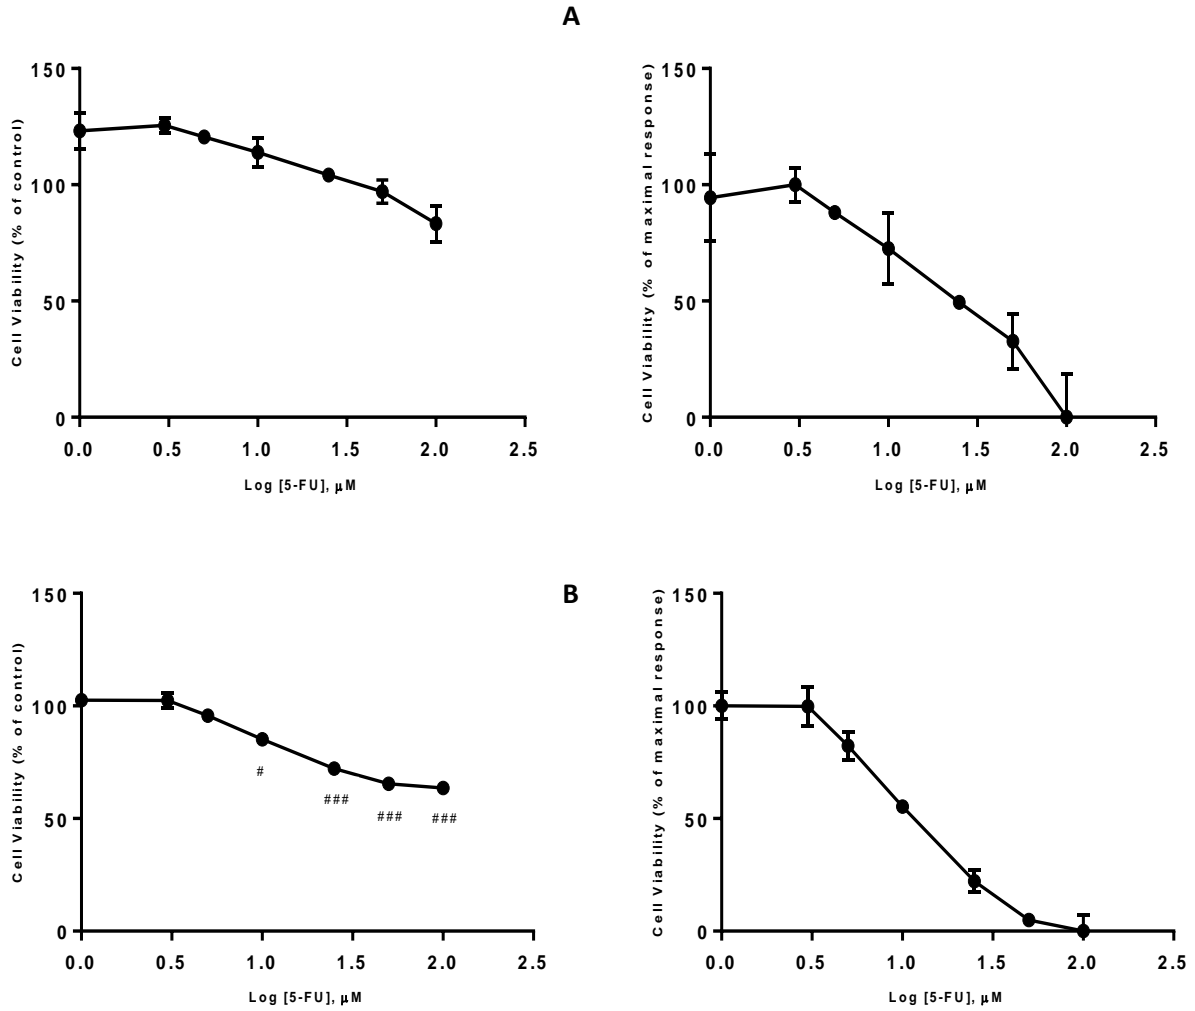 A
Cell Viability (% of control)
150
100
50
0
0.0 0.5 1.0 1.5 2.0 2.5
Log [5-FU], µM
Cell Viability (% of maximal response)
150
100
50
0
0.0 0.5 1.0 1.5 2.0 2.5
Log [5-FU], µM
B
Cell Viability (% of control)
150
100
50
0
#
###
###
###
0.0 0.5 1.0 1.5 2.0 2.5
Log [5-FU], µM
Cell Viability (% of maximal response)
150
100
50
0
0.0 0.5 1.0 1.5 2.0 2.5
Log [5-FU], µM